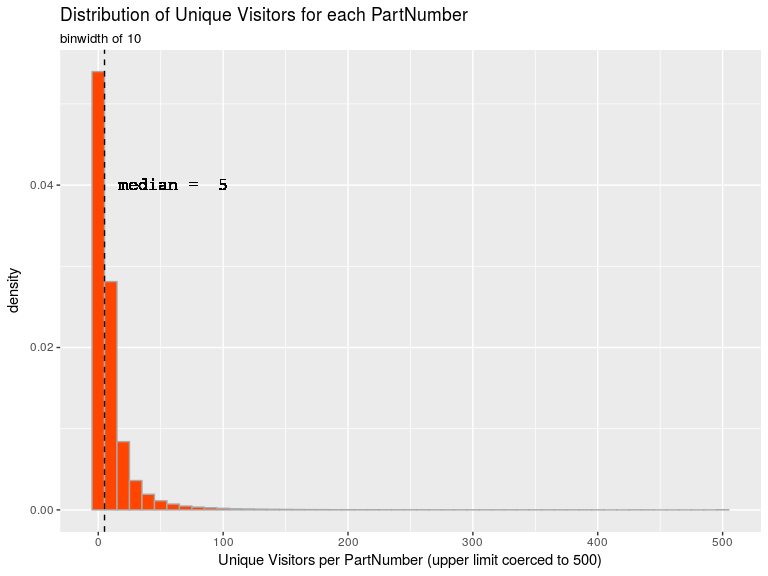 Distribution of Unique Visitors for each PartNumber
binwidth of 10
median =  5
0.04
0.02
0.00
density
0 100 200 300 400 500
Unique Visitors per PartNumber (upper limit coerced to 500)